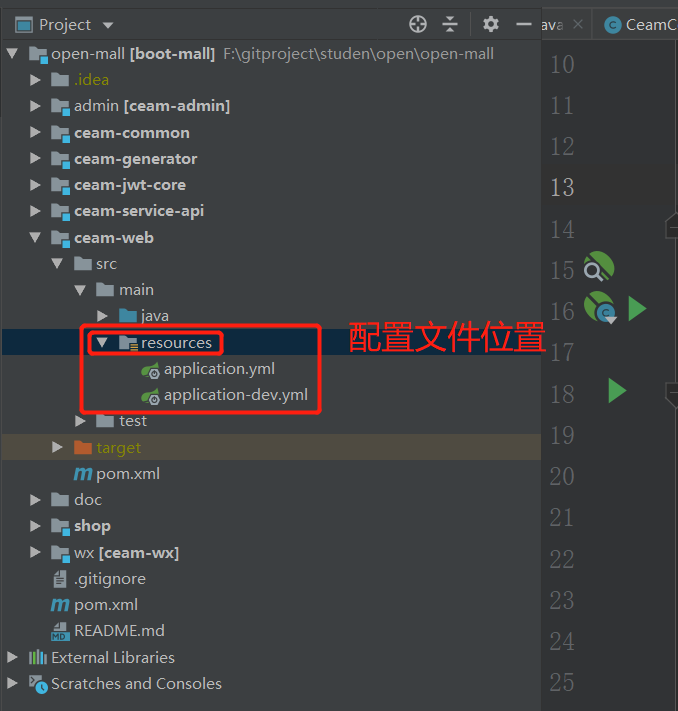 Project
ava
CeamC
open-mall [boot-mall] F:\gitproject\studen\open\open-mall
.idea
admin [ceam-admin]
ceam-common
ceam-generator
ceam-jwt-core
ceam-service-api
ceam-web
src
main
java
resources
配置文件位置
application.yml
application-dev.yml
test
target
pom.xml
doc
shop
wx [ceam-wx]
.gitignore
pom.xml
README.md
External Libraries
Scratches and Consoles
10
11
12
13
14
15
16
17
18
19
20
21
22
23
24
25